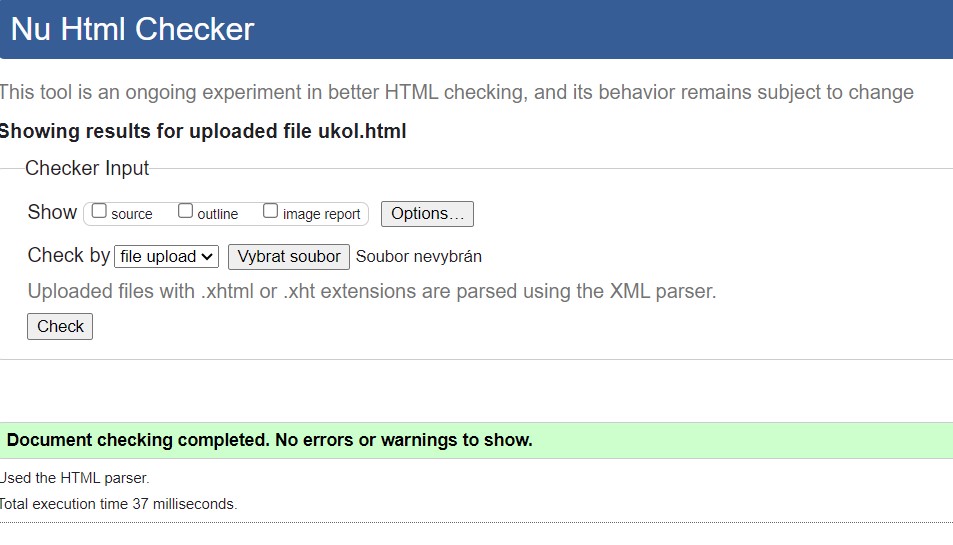 Nu Html Checker
This tool is an ongoing experiment in better HTML checking, and its behavior remains subject to change
Showing results for uploaded file ukol.html
Checker Input
Show source outline image report Options...
Check by file upload Vybrat soubor Soubor nevybrán
Uploaded files with .xhtml or .xht extensions are parsed using the XML parser.
Check
Document checking completed. No errors or warnings to show.
Used the HTML parser.
Total execution time 37 milliseconds.